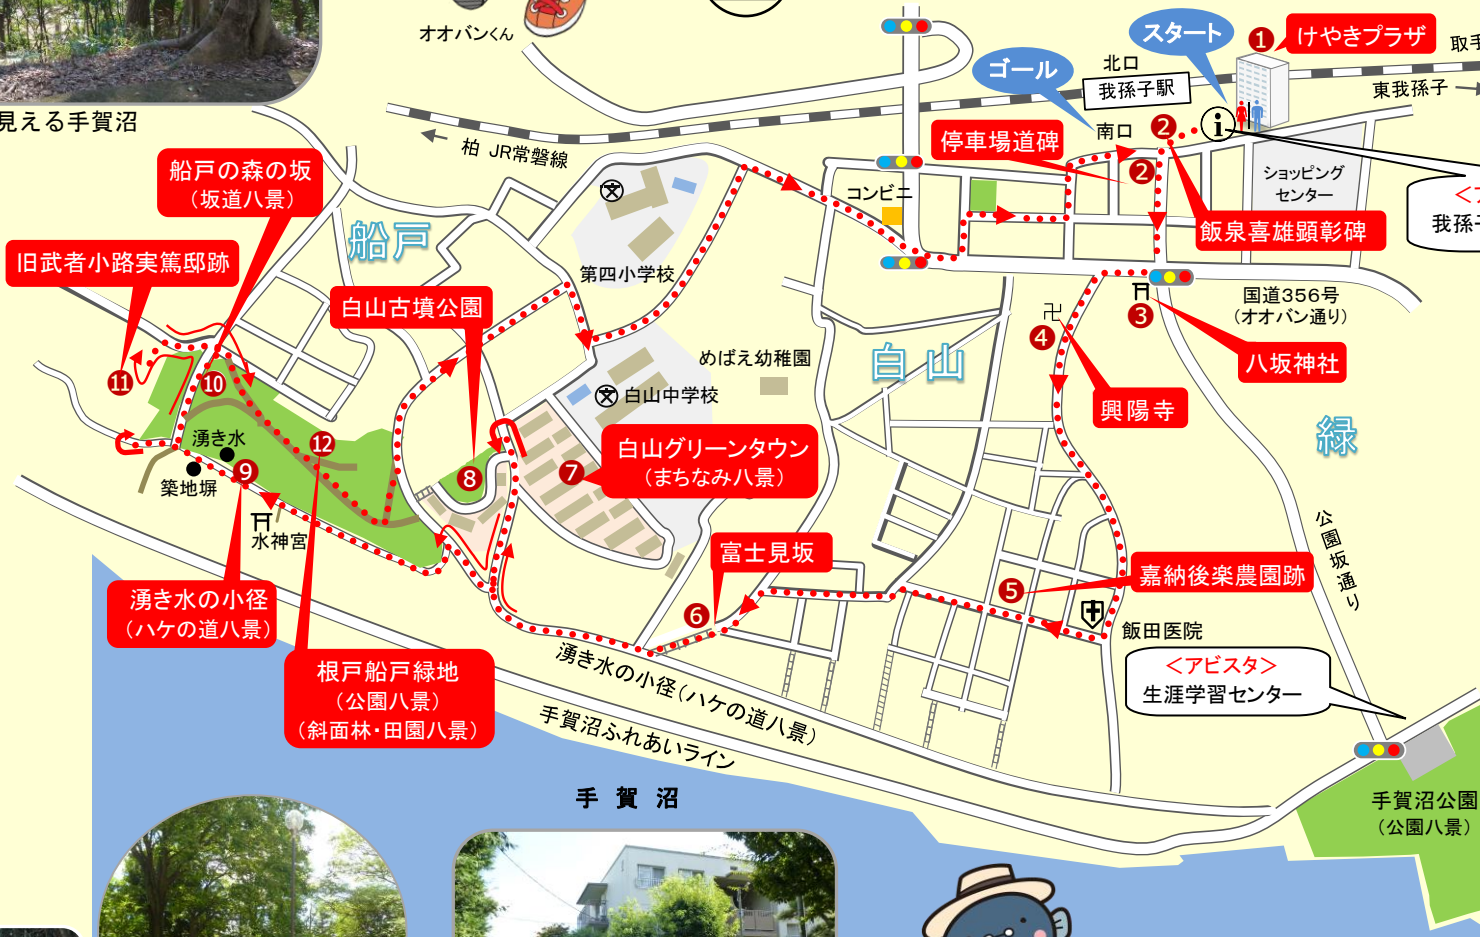 オオバンくん
見える手賀沼
スタート
❶
けやきプラザ
ゴール
北口
我孫子駅
東我孫子
南口
❷
i
停車場道碑
❷
柏 JR常磐線
船戸の森の坂
（坂道八景）
コンビニ
ショッピング
センター
我孫子
飯泉喜雄顕彰碑
船戸
旧武者小路実篤邸跡
第四小学校
白山古墳公園
国道356号
（オオバン通り）
❸
卍
❹
八坂神社
めばえ幼稚園
白山
⓫
❿
文
白山中学校
興陽寺
緑
湧き水
⓬
白山グリーンタウン
（まちなみ八景）
❼
❽
❾
築地塀
水神宮
公園坂通り
富士見坂
嘉納後楽農園跡
❺
❻
湧き水の小径
（ハケの道八景）
飯田医院
根戸船戸緑地
（公園八景）
（斜面林・田園八景）
湧き水の小径（ハケの道八景）
＜アビスタ＞
生涯学習センター
手賀沼ふれあいライン
手賀沼
手賀沼公園
（公園八景）